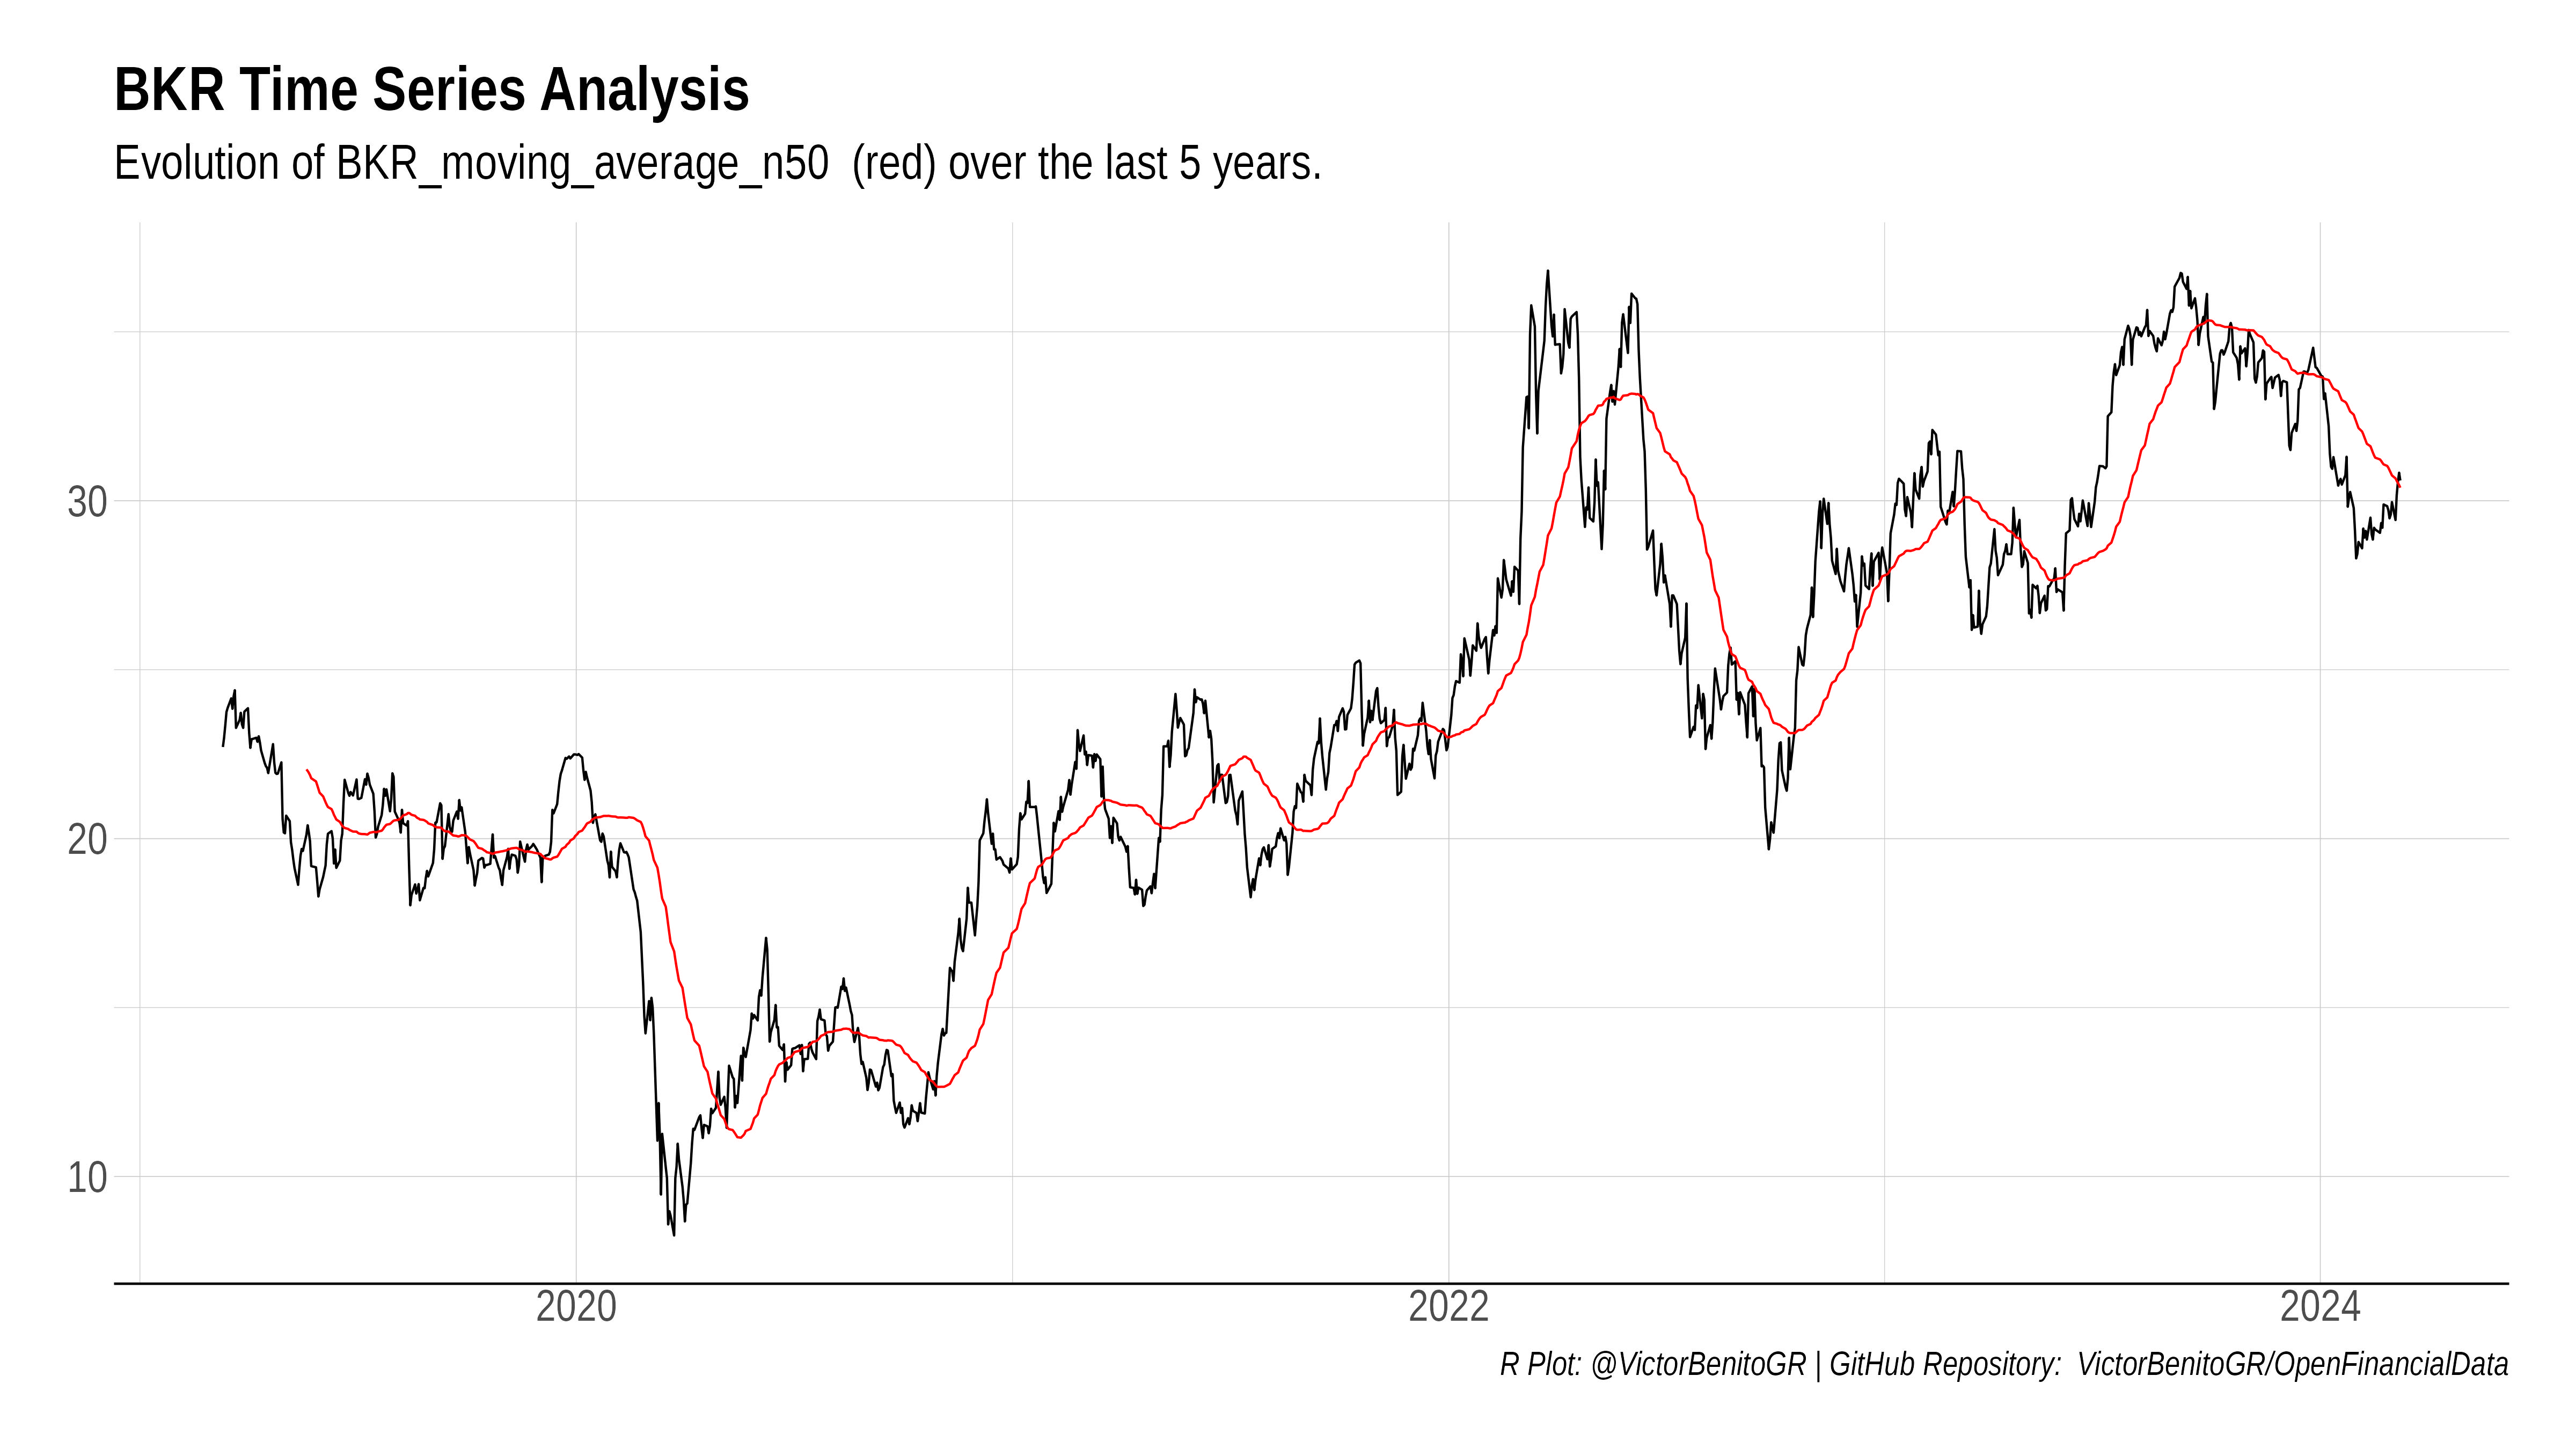 BKR Time Series Analysis
Evolution of BKR_moving_average_n50  (red) over the last 5 years.
30
20
10
2020 2022 2024
R Plot: @VictorBenitoGR | GitHub Repository:  VictorBenitoGR/OpenFinancialData